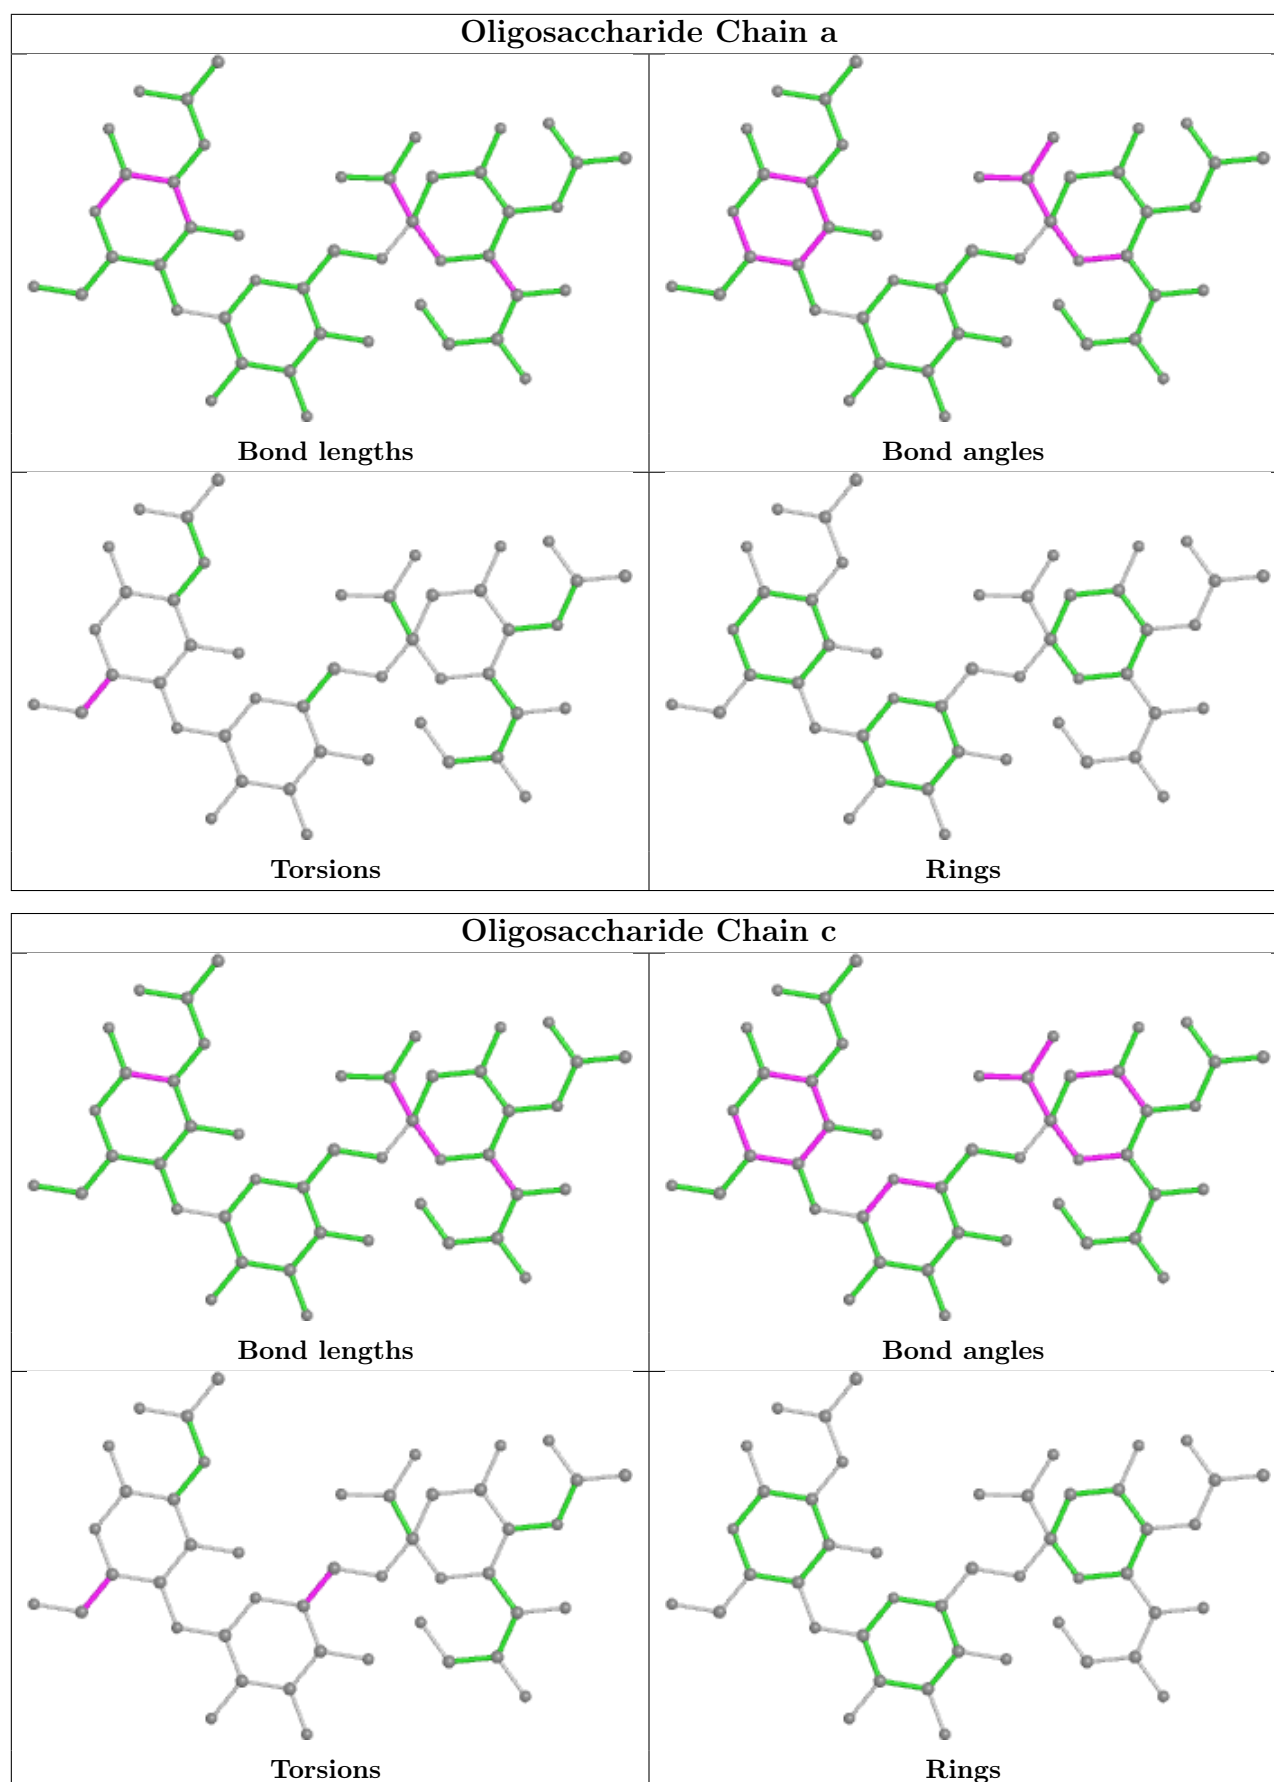 Oligosaccharide Chain a
Bond lengths
Bond angles
Torsions
Rings
Oligosaccharide Chain c
Bond lengths
Bond angles
Torsions
Rings